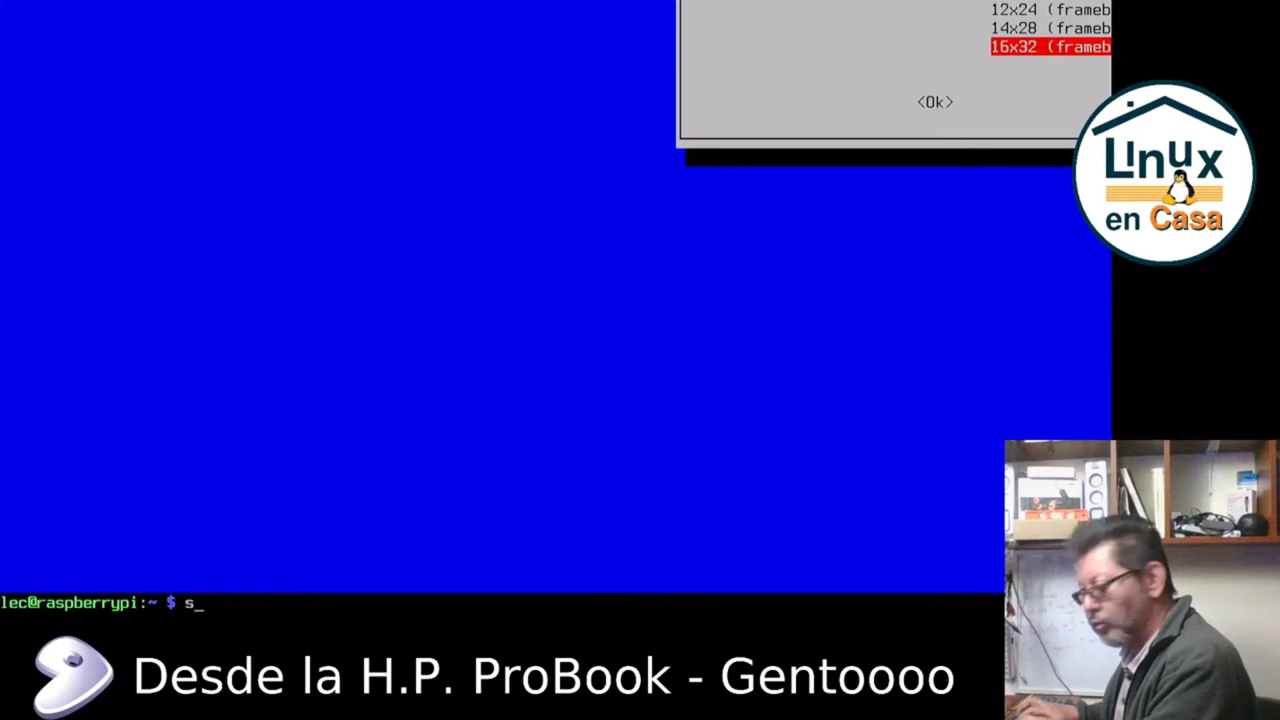 12x24 (frameb
14x28 (frameb
16x32 (frameb
<Ok>
Linux
en Casa
lec@raspberrypi:~ $ s_
Desde la H.P. ProBook - Gentoooo